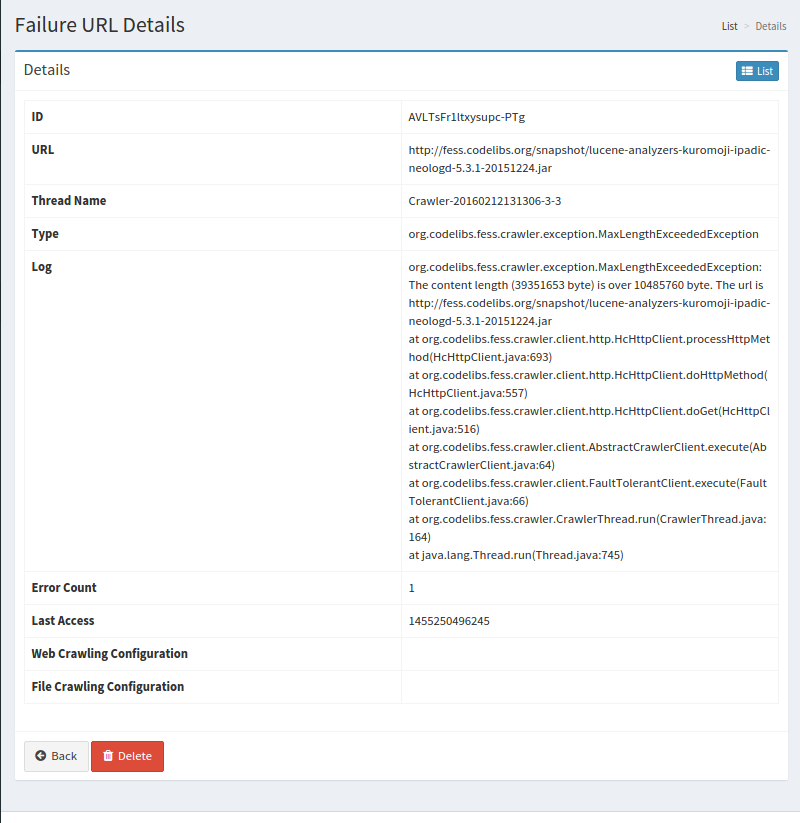 Failure URL Details
List > Details
Details
List
ID AVLTsFr1ltxysupc-PTg
URL http://fess.codelibs.org/snapshot/lucene-analyzers-kuromoji-ipadic-
neologd-5.3.1-20151224.jar
Thread Name Crawler-20160212131306-3-3
Type org.codelibs.fess.crawler.exception.MaxLengthExceededException
Log org.codelibs.fess.crawler.exception.MaxLengthExceededException:
The content length (39351653 byte) is over 10485760 byte. The url is
http://fess.codelibs.org/snapshot/lucene-analyzers-kuromoji-ipadic-
neologd-5.3.1-20151224.jar
at org.codelibs.fess.crawler.client.http.HcHttpClient.processHttpMet
hod(HcHttpClient.java:693)
at org.codelibs.fess.crawler.client.http.HcHttpClient.doHttpMethod(
HcHttpClient.java:557)
at org.codelibs.fess.crawler.client.http.HcHttpClient.doGet(HcHttpCl
ient.java:516)
at org.codelibs.fess.crawler.client.AbstractCrawlerClient.execute(Ab
stractCrawlerClient.java:64)
at org.codelibs.fess.crawler.client.FaultTolerantClient.execute(Fault
TolerantClient.java:66)
at org.codelibs.fess.crawler.CrawlerThread.run(CrawlerThread.java:
164)
at java.lang.Thread.run(Thread.java:745)
Error Count 1
Last Access 1455250496245
Web Crawling Configuration
File Crawling Configuration
Back Delete